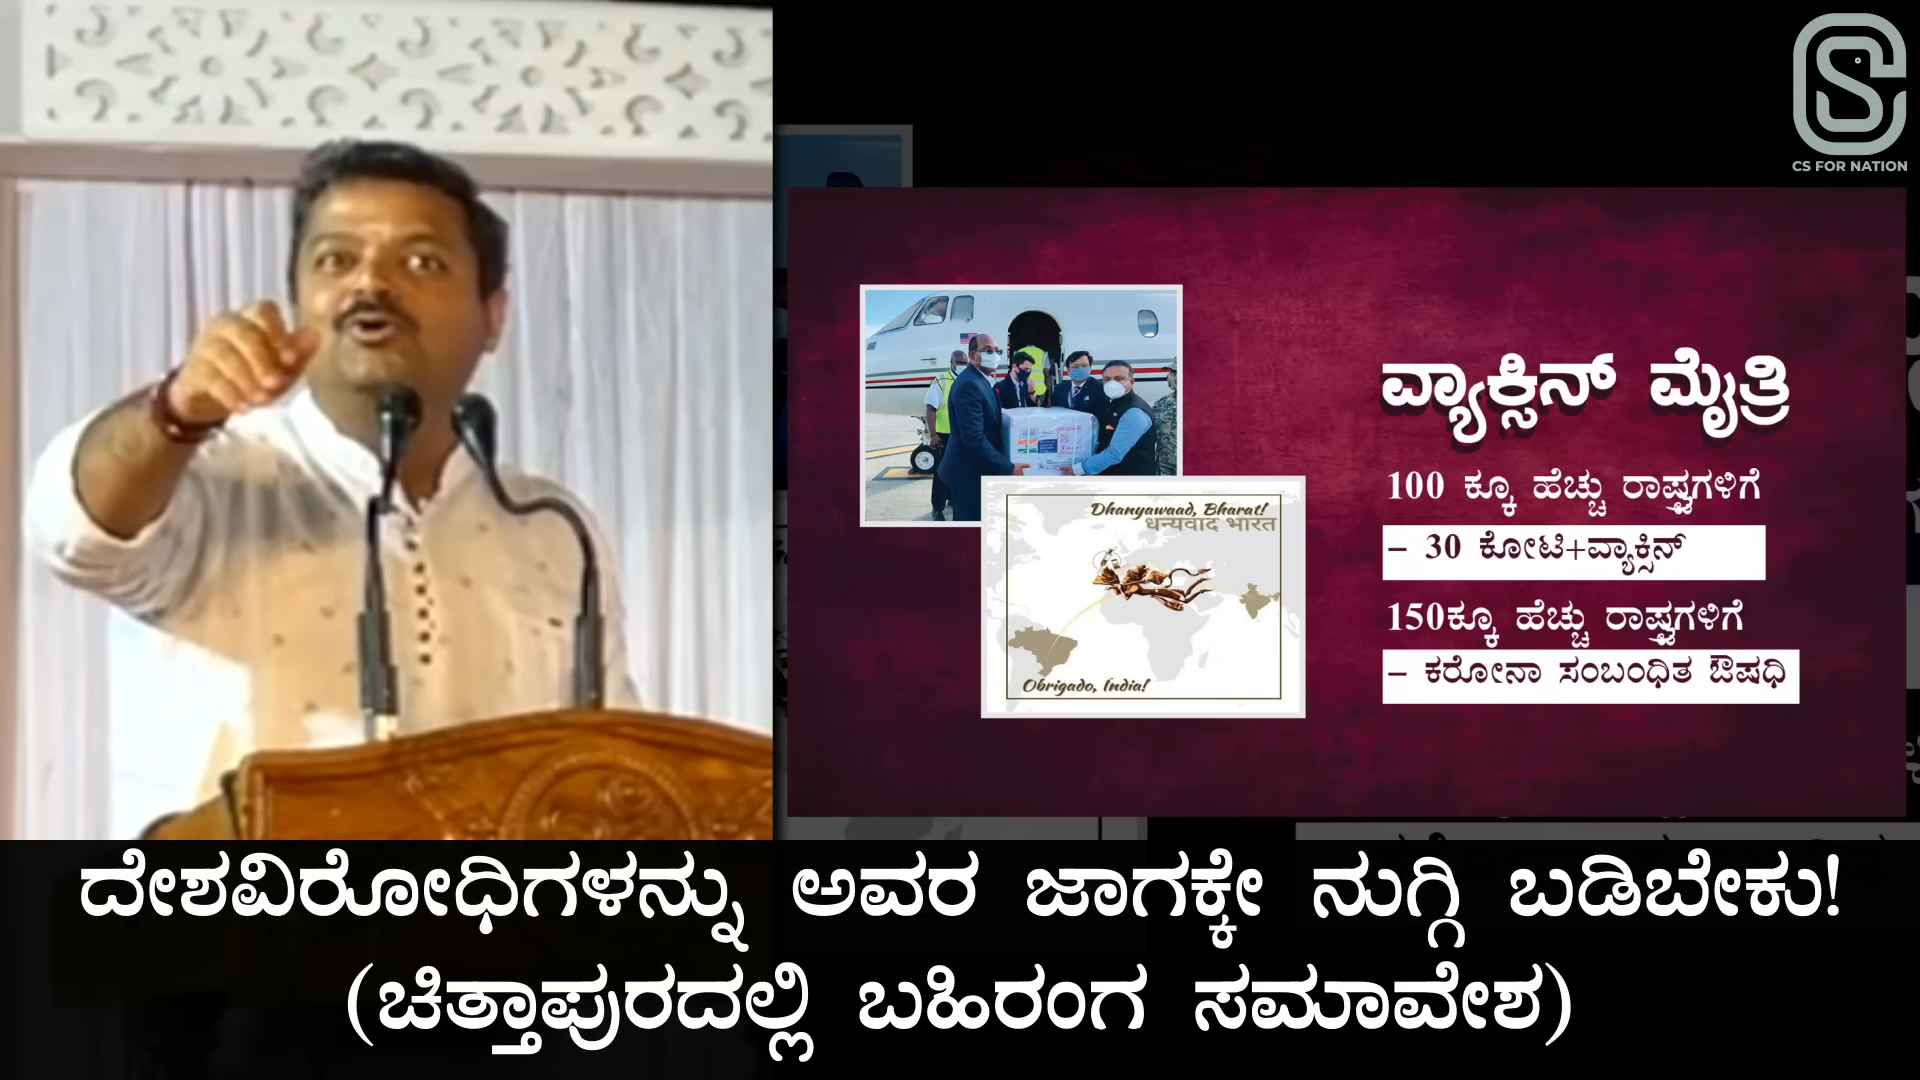 CS FOR NATION
ವ್ಯಾಕ್ಸಿನ್ ಮೈತ್ರಿ
100 ಕ್ಕೂ ಹೆಚ್ಚು ರಾಷ್ಟ್ರಗಳಿಗೆ
– 30 ಕೋಟಿ+ವ್ಯಾಕ್ಸಿನ್
150ಕ್ಕೂ ಹೆಚ್ಚು ರಾಷ್ಟ್ರಗಳಿಗೆ
– ಕರೋನಾ ಸಂಬಂಧಿತ ಔಷಧಿ
Dhanyawaad, Bharat!
धन्यवाद भारत
Obrigado, India!
ದೇಶವಿರೋಧಿಗಳನ್ನು ಅವರ ಜಾಗಕ್ಕೇ ನುಗ್ಗಿ ಬಡಿಬೇಕು!
(ಚಿತ್ತಾಪುರದಲ್ಲಿ ಬಹಿರಂಗ ಸಮಾವೇಶ)